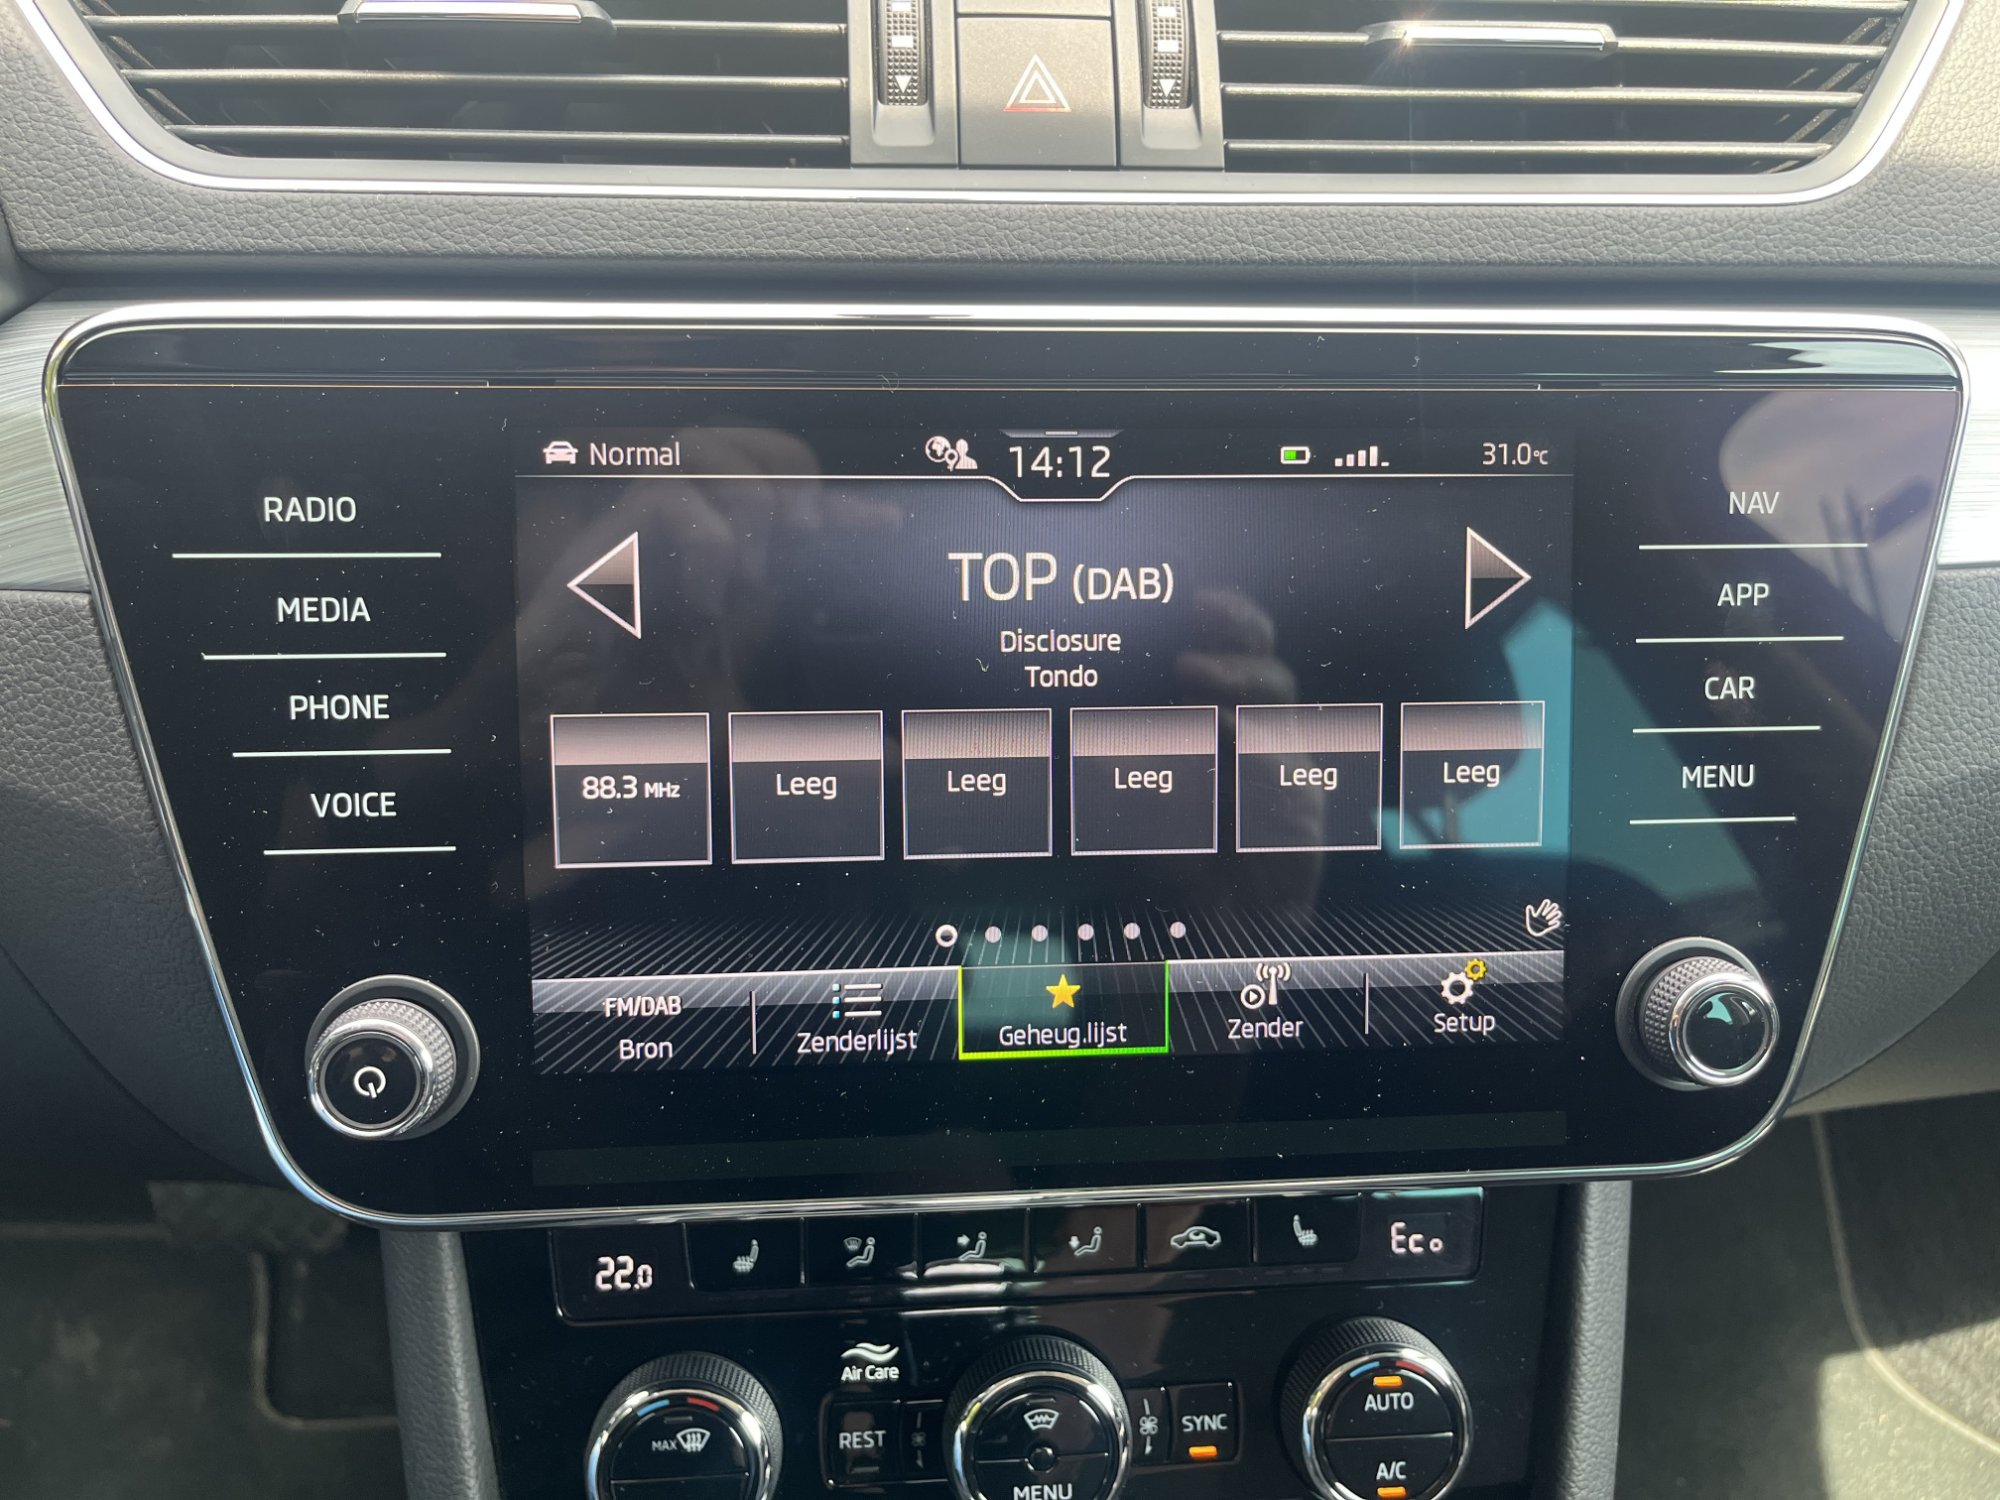 Normal
14:12
31.0°C
RADIO
MEDIA
PHONE
VOICE
NAV
APP
CAR
MENU
TOP (DAB)
Disclosure
Tondo
88.3 MHz
Leeg
Leeg
Leeg
Leeg
Leeg
FM/DAB
Bron
Zenderlijst
Geheug.lijst
Zender
Setup
22.0
Eco
Air Care
MAX
REST
MENU
SYNC
AUTO
A/C